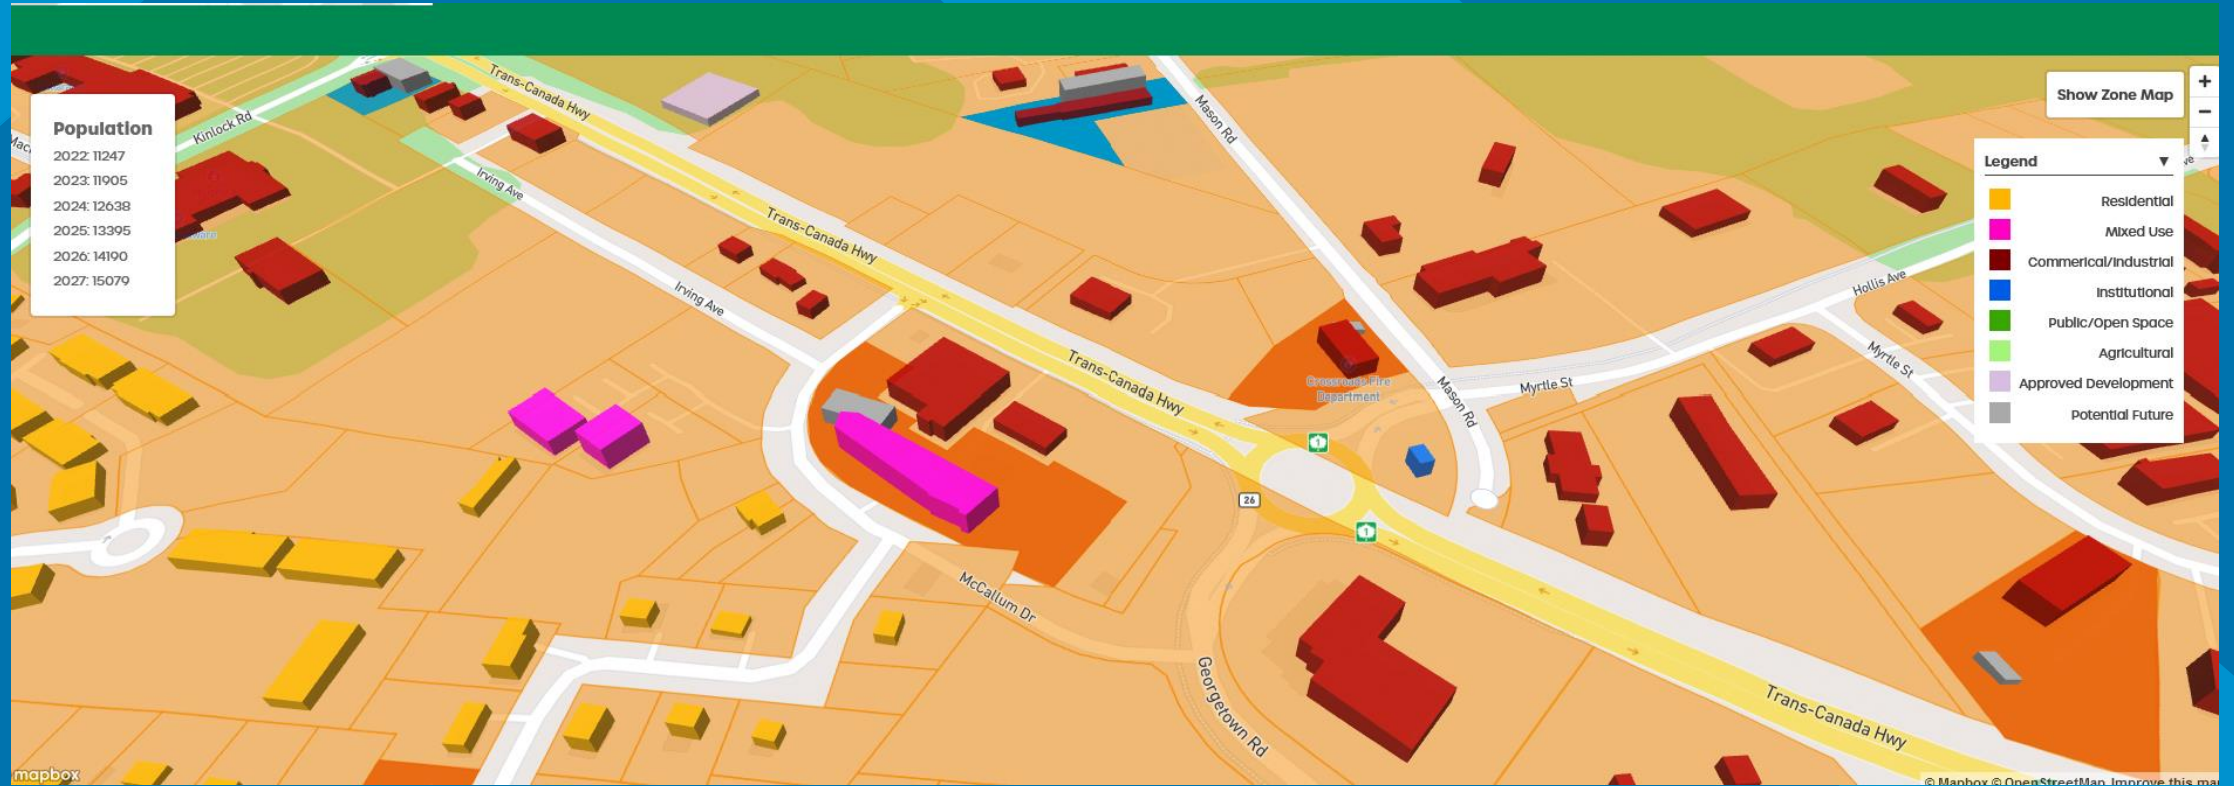 Population
2022: 11247
2023: 11905
2024: 12638
2025: 13395
2026: 14190
2027: 15079
Kinlock Rd
Trans-Canada Hwy
Mason Rd
Show Zone Map
+
−
Legend ▼
Residential
Mixed Use
Commerical/Industrial
Institutional
Public/Open Space
Agricultural
Approved Development
Potential Future
Irving Ave
Trans-Canada Hwy
Irving Ave
Hollis Ave
Trans-Canada Hwy
Crossroads Fire
Department
Mason Rd
Myrtle St
Myrtle St
1
26
1
McCallum Dr
Georgetown Rd
Trans-Canada Hwy
mapbox
© Mapbox © OpenStreetMap Improve this map